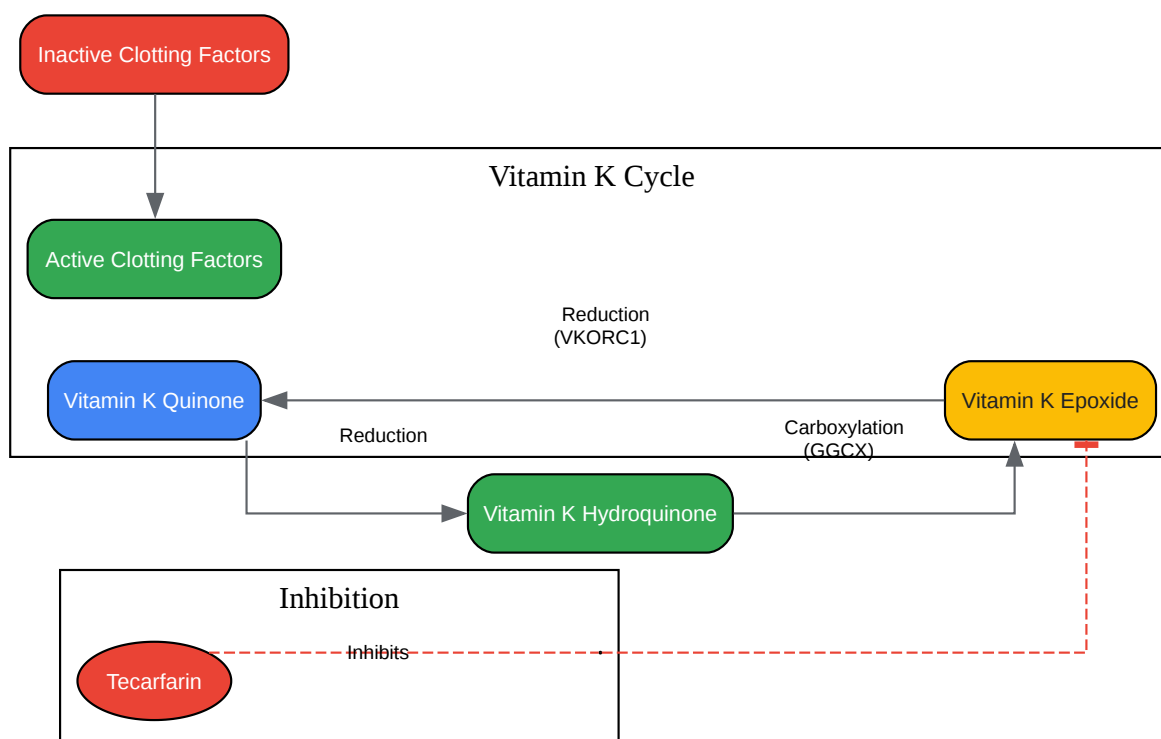 Inactive Clotting Factors
Vitamin K Cycle
Active Clotting Factors
Reduction
(VKORC1)
Vitamin K Quinone
Vitamin K Epoxide
Reduction
Carboxylation
(GGCX)
Vitamin K Hydroquinone
Inhibition
Inhibits
Tecarfarin